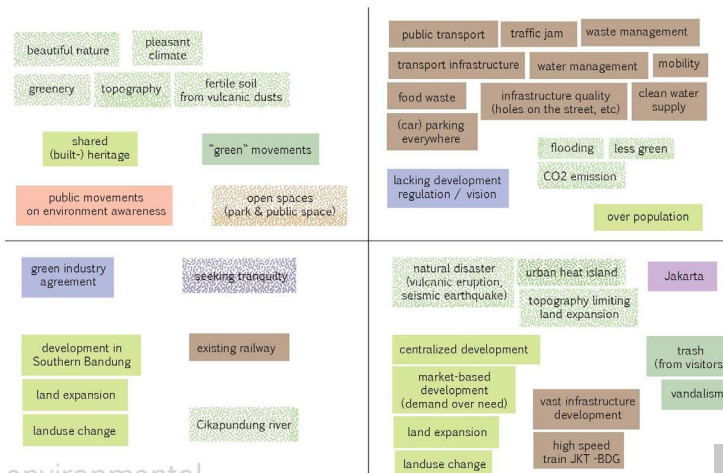 beautiful nature
pleasant
climate
greenery
topography
fertile soil
from vulcanic dusts
shared
(built-) heritage
"green" movements
public movements
on environment awareness
open spaces
(park & public space)
public transport
traffic jam
waste management
transport infrastructure
water management
mobility
food waste
infrastructure quality
(holes on the street, etc)
clean water
supply
(car) parking
everywhere
flooding
less green
lacking development
regulation / vision
CO2 emission
over population
green industry
agreement
seeking tranquilty
development in
Southern Bandung
existing railway
land expansion
landuse change
Cikapundung river
environmental
natural disaster
(vulcanic eruption,
seismic earthquake)
urban heat island
Jakarta
topography limiting
land expansion
centralized development
trash
(from visitors
market-based
development
(demand over need)
vandalism
vast infrastructure
development
land expansion
high speed
train JKT -BDG
landuse change